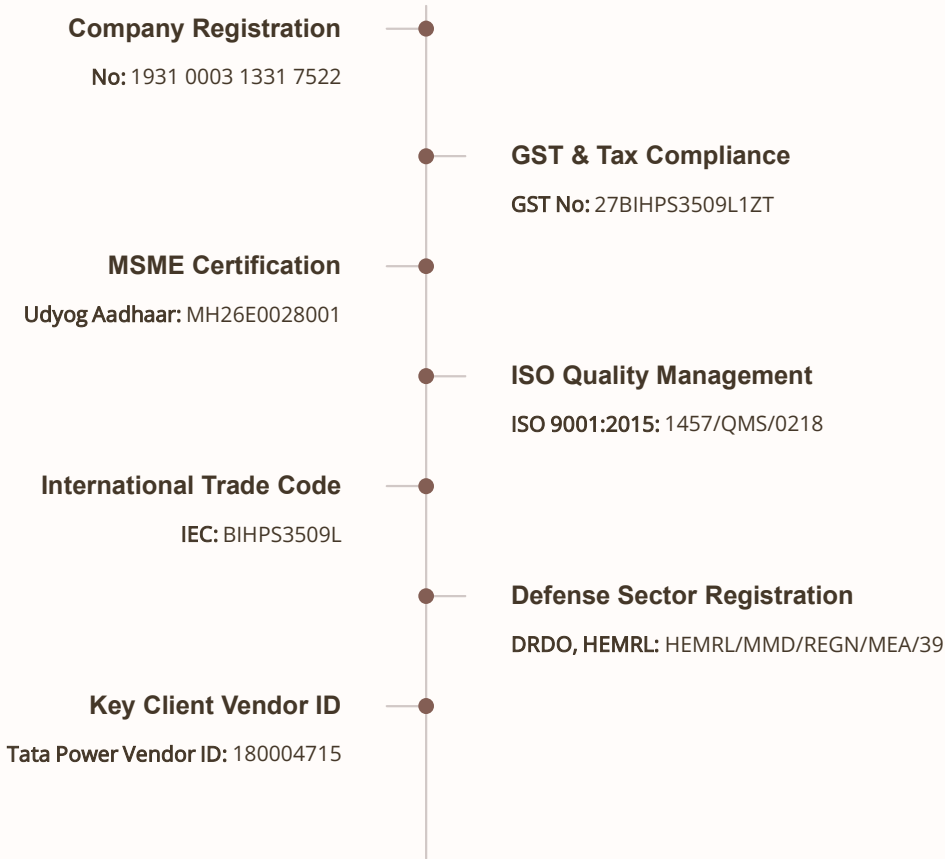 Company Registration
No: 1931 0003 1331 7522
GST & Tax Compliance
GST No: 27BIHPS3509L1ZT
MSME Certification
Udyog Aadhaar: MH26E0028001
ISO Quality Management
ISO 9001:2015: 1457/QMS/0218
International Trade Code
IEC: BIHPS3509L
Defense Sector Registration
DRDO, HEMRL: HEMRL/MMD/REGN/MEA/39
Key Client Vendor ID
Tata Power Vendor ID: 180004715